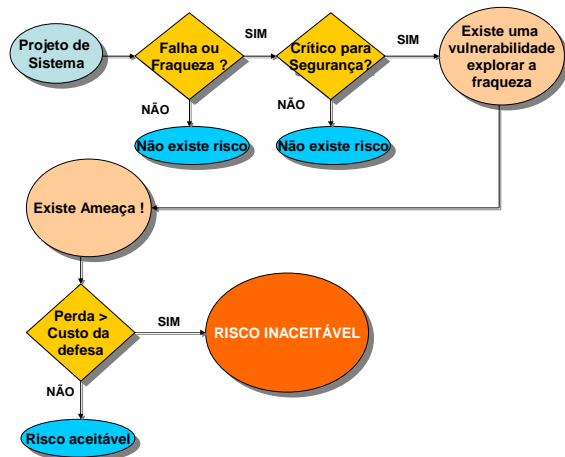 Projeto de
Sistema
Falha ou
Fraqueza ?
SIM
Crítico para
Segurança?
SIM
Existe uma
vulnerabilidade
explorar a
fraqueza
NÃO
NÃO
Não existe risco
Não existe risco
Existe Ameaça !
Perda >
Custo da
defesa
SIM
RISCO INACEITÁVEL
NÃO
Risco aceitável